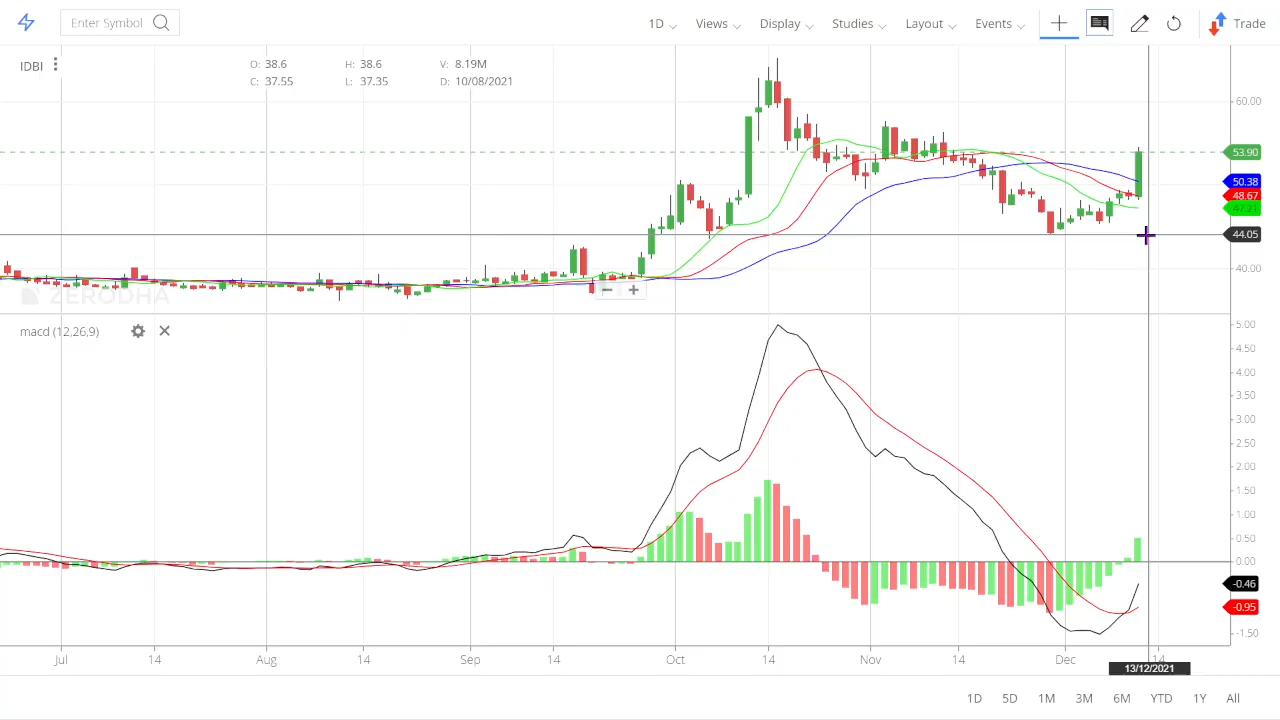 Enter Symbol
1D Views Display Studies Layout Events Trade
IDBI
O: 38.6 H: 38.6 V: 8.19M
C: 37.55 L: 37.35 D: 10/08/2021
60.00
53.90
50.38
48.67
47.21
44.05
40.00
ZERODHA
macd (12,26,9)
5.00
4.50
4.00
3.50
3.00
2.50
2.00
1.50
1.00
0.50
0.00
-0.46
-0.95
-1.50
Jul 14 Aug 14 Sep 14 Oct 14 Nov 14 Dec 14
13/12/2021
1D 5D 1M 3M 6M YTD 1Y All